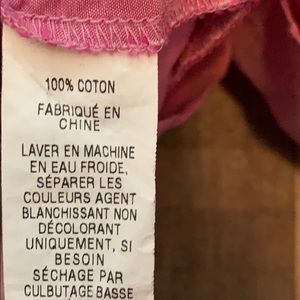 100% COTON
FABRIQUÉ EN
CHINE
LAVER EN MACHINE
EN EAU FROIDE,
SÉPARER LES
COULEURS AGENT
BLANCHISSANT NON
DÉCOLORANT
UNIQUEMENT, SI
BESOIN
SÉCHAGE PAR
CULBUTAGE BASSE